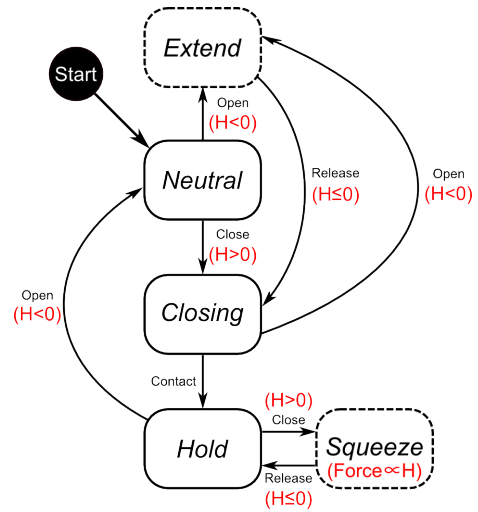 Extend
Start
Open
(H<0)
Neutral
Release
(H≤0)
Open
(H<0)
Close
(H>0)
Open
(H<0)
Closing
Contact
(H>0)
Close
Hold
Squeeze
(Force∝H)
Release
(H≤0)